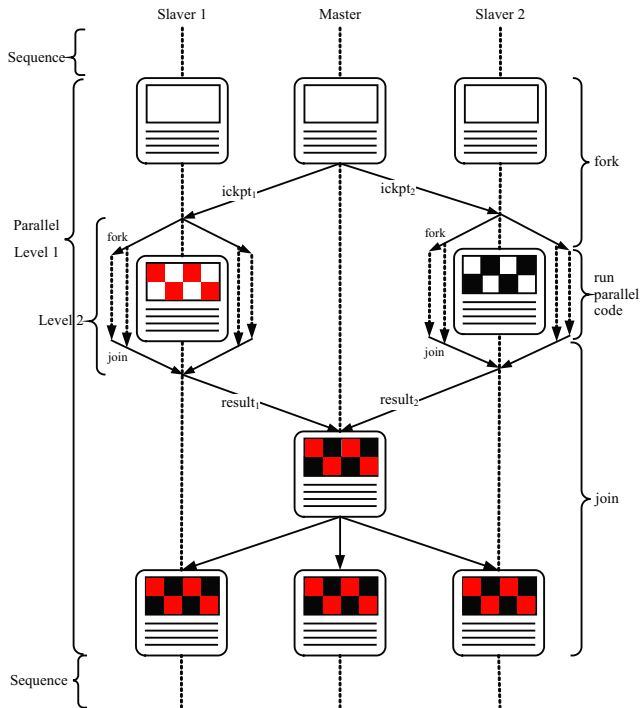 Slaver 1
Master
Slaver 2
Sequence
fork
ickpt1
ickpt2
Parallel
Level 1
fork
fork
run
parallel
code
Level 2
join
join
result1
result2
join
Sequence